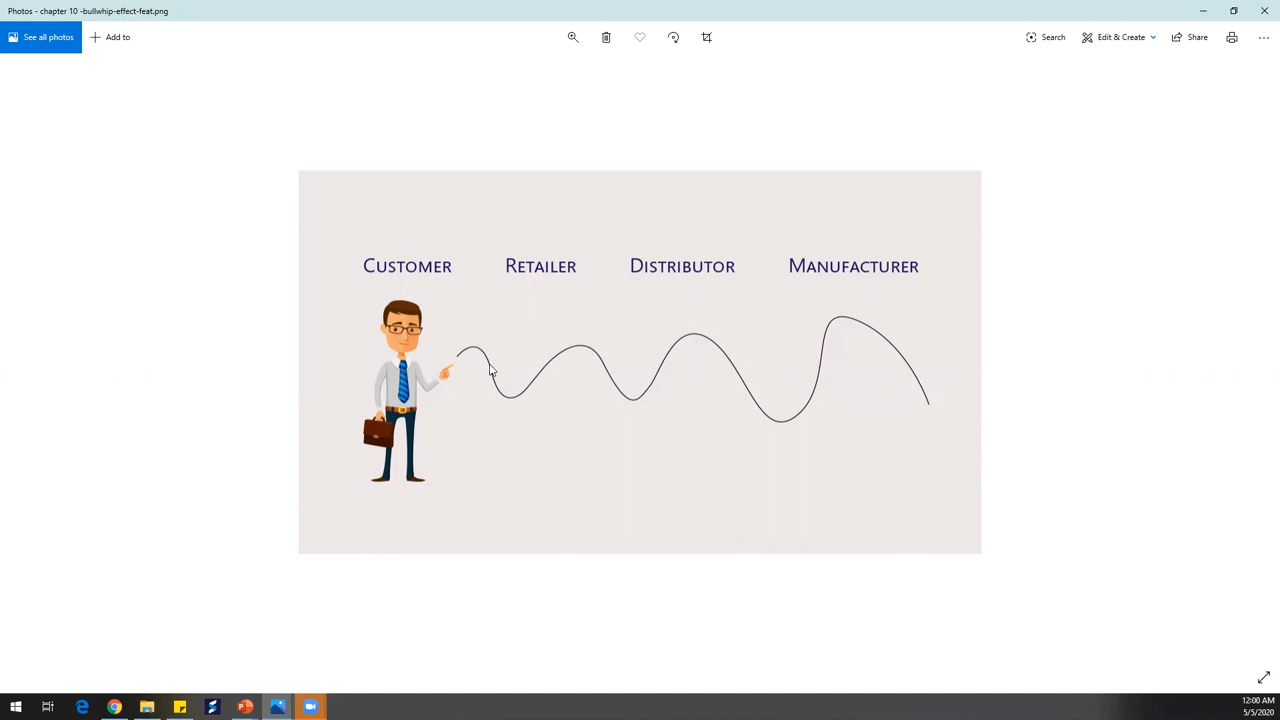 Photos - chapter 10 -bullwhip-effect-feat.png
See all photos
Add to
Search
Edit & Create
Share
Customer Retailer Distributor Manufacturer
12:00 AM
5/5/2020